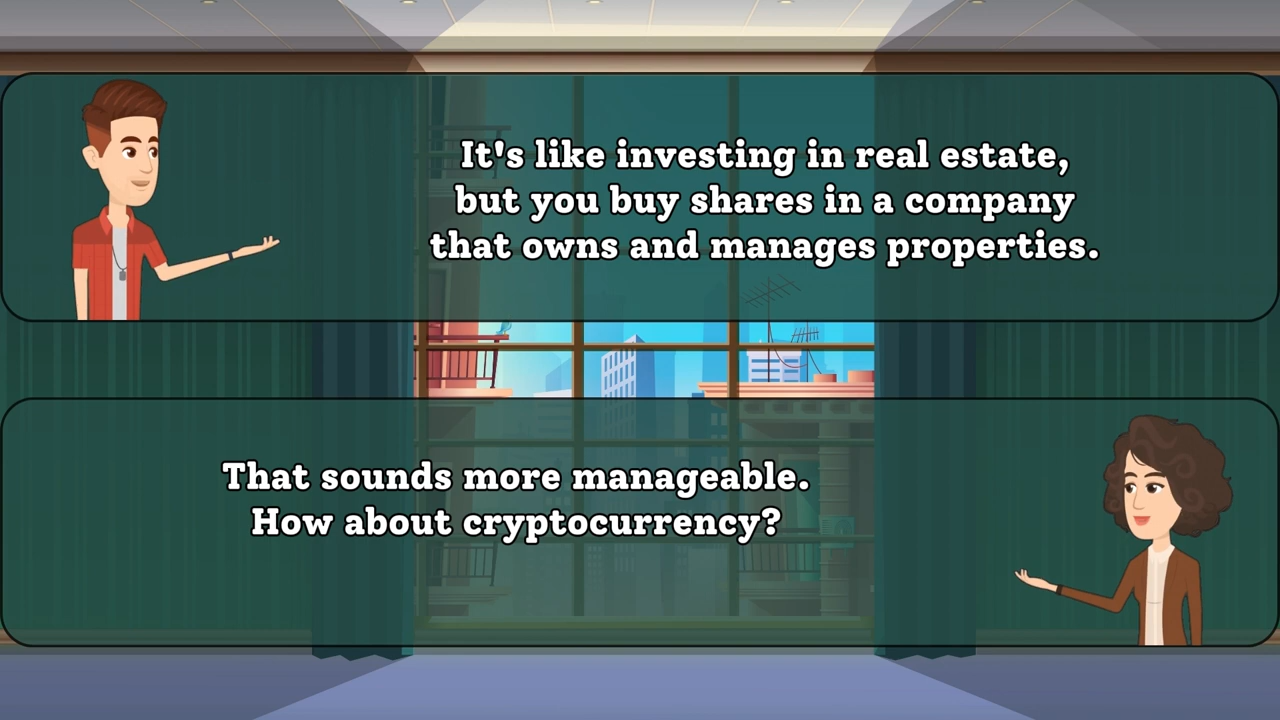 It's like investing in real estate,
but you buy shares in a company
that owns and manages properties.
That sounds more manageable.
How about cryptocurrency?